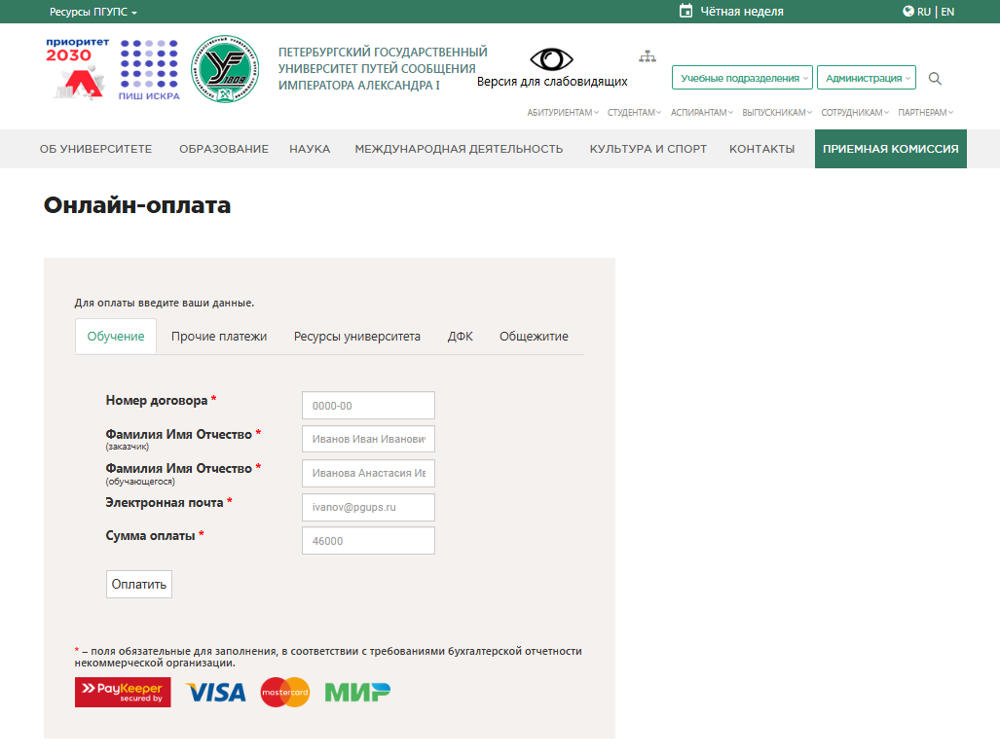 Ресурсы ПГУПС
Чётная неделя
RU | EN
приоритет
2030
ПИШ ИСКРА
1809
ПЕТЕРБУРГСКИЙ ГОСУДАРСТВЕННЫЙ
УНИВЕРСИТЕТ ПУТЕЙ СООБЩЕНИЯ
ИМПЕРАТОРА АЛЕКСАНДРА I
Версия для слабовидящих
Учебные подразделения
Администрация
АБИТУРИЕНТАМ СТУДЕНТАМ АСПИРАНТАМ ВЫПУСКНИКАМ СОТРУДНИКАМ ПАРТНЕРАМ
ОБ УНИВЕРСИТЕТЕ ОБРАЗОВАНИЕ НАУКА МЕЖДУНАРОДНАЯ ДЕЯТЕЛЬНОСТЬ КУЛЬТУРА И СПОРТ КОНТАКТЫ ПРИЕМНАЯ КОМИССИЯ
Онлайн-оплата
Для оплаты введите ваши данные.
Обучение Прочие платежи Ресурсы университета ДФК Общежитие
Номер договора * 0000-00
Фамилия Имя Отчество * Иванов Иван Иванович
(заказчик)
Фамилия Имя Отчество * Иванова Анастасия Ив
(обучающегося)
Электронная почта * ivanov@pgups.ru
Сумма оплаты * 46000
Оплатить
* – поля обязательные для заполнения, в соответствии с требованиями бухгалтерской отчетности
некоммерческой организации.
PayKeeper
secured by
VISA
mastercard
МИР